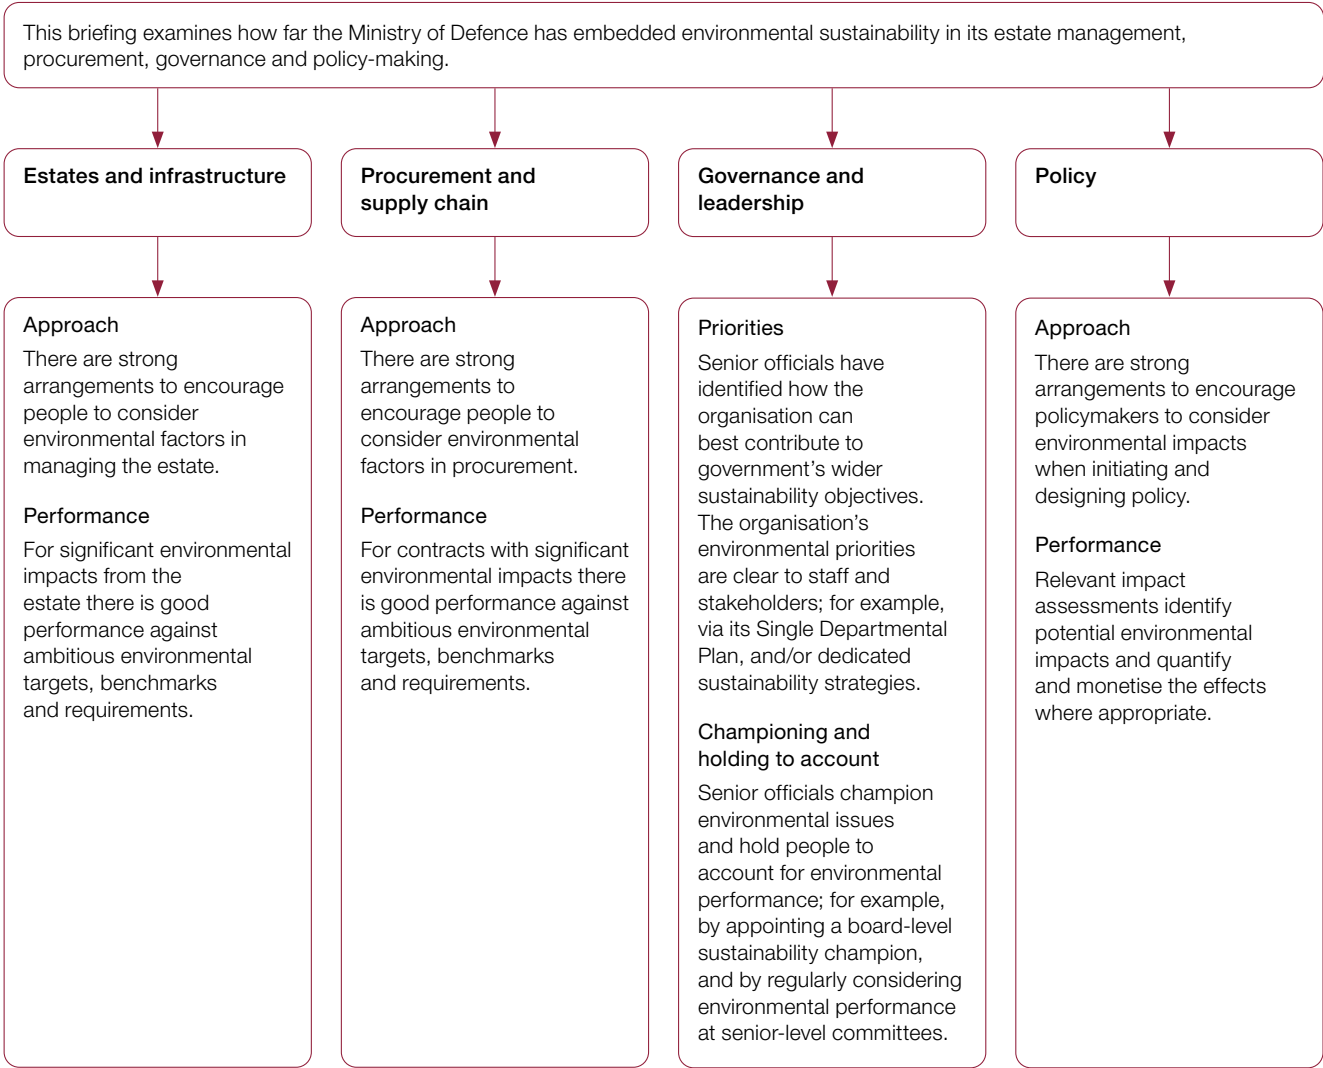 This briefing examines how far the Ministry of Defence has embedded environmental sustainability in its estate management,
procurement, governance and policy-making.
Estates and infrastructure
Procurement and
supply chain
Governance and
leadership
Policy
Approach
There are strong
arrangements to encourage
people to consider
environmental factors in
managing the estate.
Performance
For significant environmental
impacts from the
estate there is good
performance against
ambitious environmental
targets, benchmarks
and requirements.
Approach
There are strong
arrangements to
encourage people to
consider environmental
factors in procurement.
Performance
For contracts with significant
environmental impacts there
is good performance against
ambitious environmental
targets, benchmarks
and requirements.
Priorities
Senior officials have
identified how the
organisation can
best contribute to
government’s wider
sustainability objectives.
The organisation’s
environmental priorities
are clear to staff and
stakeholders; for example,
via its Single Departmental
Plan, and/or dedicated
sustainability strategies.
Championing and
holding to account
Senior officials champion
environmental issues
and hold people to
account for environmental
performance; for example,
by appointing a board-level
sustainability champion,
and by regularly considering
environmental performance
at senior-level committees.
Approach
There are strong
arrangements to encourage
policymakers to consider
environmental impacts
when initiating and
designing policy.
Performance
Relevant impact
assessments identify
potential environmental
impacts and quantify
and monetise the effects
where appropriate.